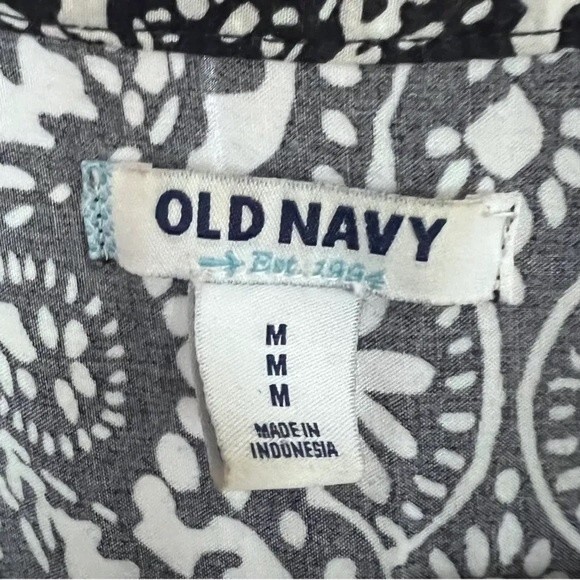 OLD NAVY
Est. 1994
M
M
M
MADE IN
INDONESIA